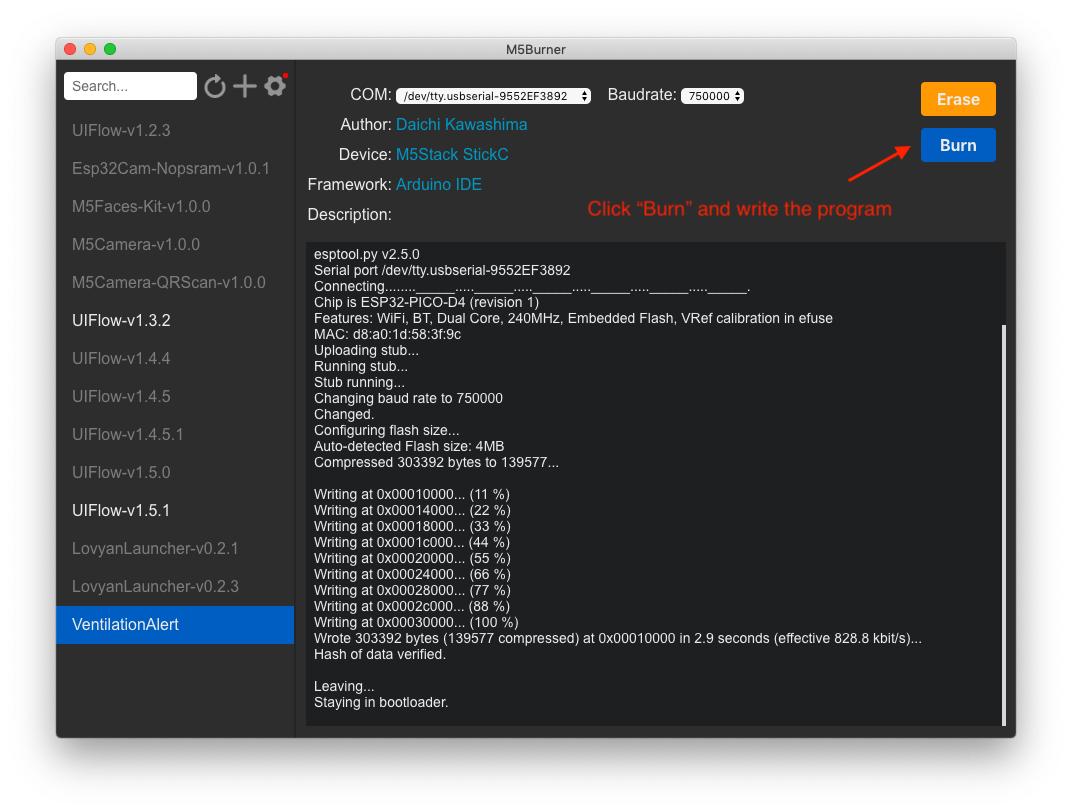 M5Burner
Search...
UIFlow-v1.2.3
Esp32Cam-Nopsram-v1.0.1
M5Faces-Kit-v1.0.0
M5Camera-v1.0.0
M5Camera-QRScan-v1.0.0
UIFlow-v1.3.2
UIFlow-v1.4.4
UIFlow-v1.4.5
UIFlow-v1.4.5.1
UIFlow-v1.5.0
UIFlow-v1.5.1
LovyanLauncher-v0.2.1
LovyanLauncher-v0.2.3
VentilationAlert
COM: /dev/tty.usbserial-9552EF3892 Baudrate: 750000
Author: Daichi Kawashima
Device: M5Stack StickC
Framework: Arduino IDE
Description:
Erase
Burn
Click “Burn” and write the program
esptool.py v2.5.0
Serial port /dev/tty.usbserial-9552EF3892
Connecting........_____....._____....._____....._____....._____....._____.
Chip is ESP32-PICO-D4 (revision 1)
Features: WiFi, BT, Dual Core, 240MHz, Embedded Flash, VRef calibration in efuse
MAC: d8:a0:1d:58:3f:9c
Uploading stub...
Running stub...
Stub running...
Changing baud rate to 750000
Changed.
Configuring flash size...
Auto-detected Flash size: 4MB
Compressed 303392 bytes to 139577...
Writing at 0x00010000... (11 %)
Writing at 0x00014000... (22 %)
Writing at 0x00018000... (33 %)
Writing at 0x0001c000... (44 %)
Writing at 0x00020000... (55 %)
Writing at 0x00024000... (66 %)
Writing at 0x00028000... (77 %)
Writing at 0x0002c000... (88 %)
Writing at 0x00030000... (100 %)
Wrote 303392 bytes (139577 compressed) at 0x00010000 in 2.9 seconds (effective 828.8 kbit/s)...
Hash of data verified.
Leaving...
Staying in bootloader.